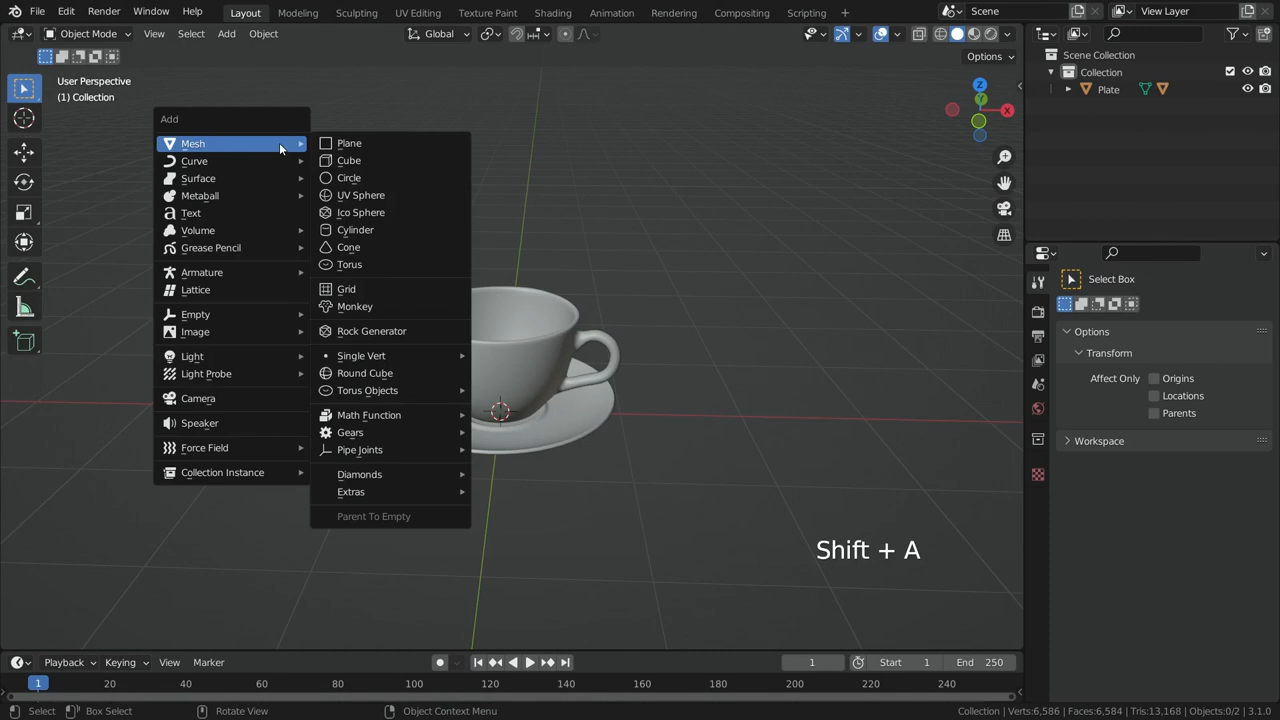 File Edit Render Window Help Layout Modeling Sculpting UV Editing Texture Paint Shading Animation Rendering Compositing Scripting + Scene View Layer
Object Mode View Select Add Object Global
Options
User Perspective
(1) Collection
Z
Y
X
Add
Mesh
Curve
Surface
Metaball
Text
Volume
Grease Pencil
Armature
Lattice
Empty
Image
Light
Light Probe
Camera
Speaker
Force Field
Collection Instance
Plane
Cube
Circle
UV Sphere
Ico Sphere
Cylinder
Cone
Torus
Grid
Monkey
Rock Generator
Single Vert
Round Cube
Torus Objects
Math Function
Gears
Pipe Joints
Diamonds
Extras
Parent To Empty
Shift + A
Scene Collection
Collection
Plate
Select Box
Options
Transform
Affect Only Origins
Locations
Parents
Workspace
Playback Keying View Marker 1 Start 1 End 250
1 20 40 60 80 100 120 140 160 180 200 220 240
Select Box Select Rotate View Object Context Menu Collection | Verts:6,586 | Faces:6,584 | Tris:13,168 | Objects:0/2 | 3.1.0